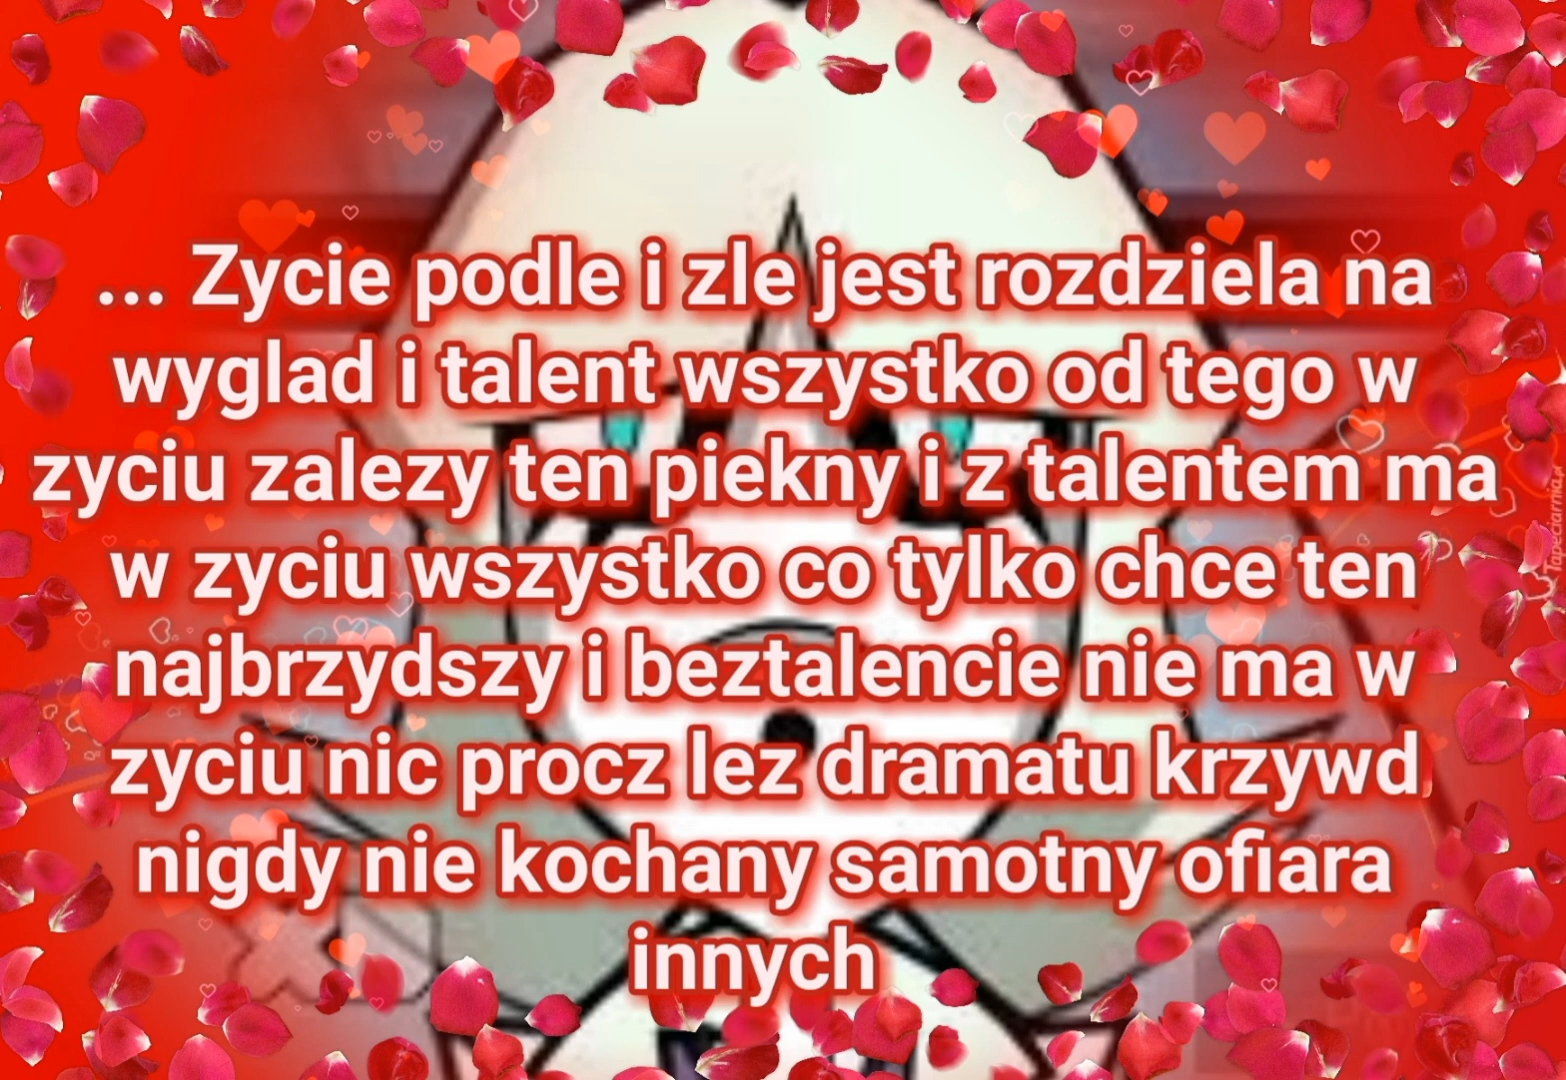 ... Zycie podle i zle jest rozdziela na
wyglad i talent wszystko od tego w
zyciu zalezy ten piekny i z talentem ma
w zyciu wszystko co tylko chce ten
najbrzydszy i beztalencie nie ma w
zyciu nic procz lez dramatu krzywd
nigdy nie kochany samotny ofiara
innych
Tapeciarnia